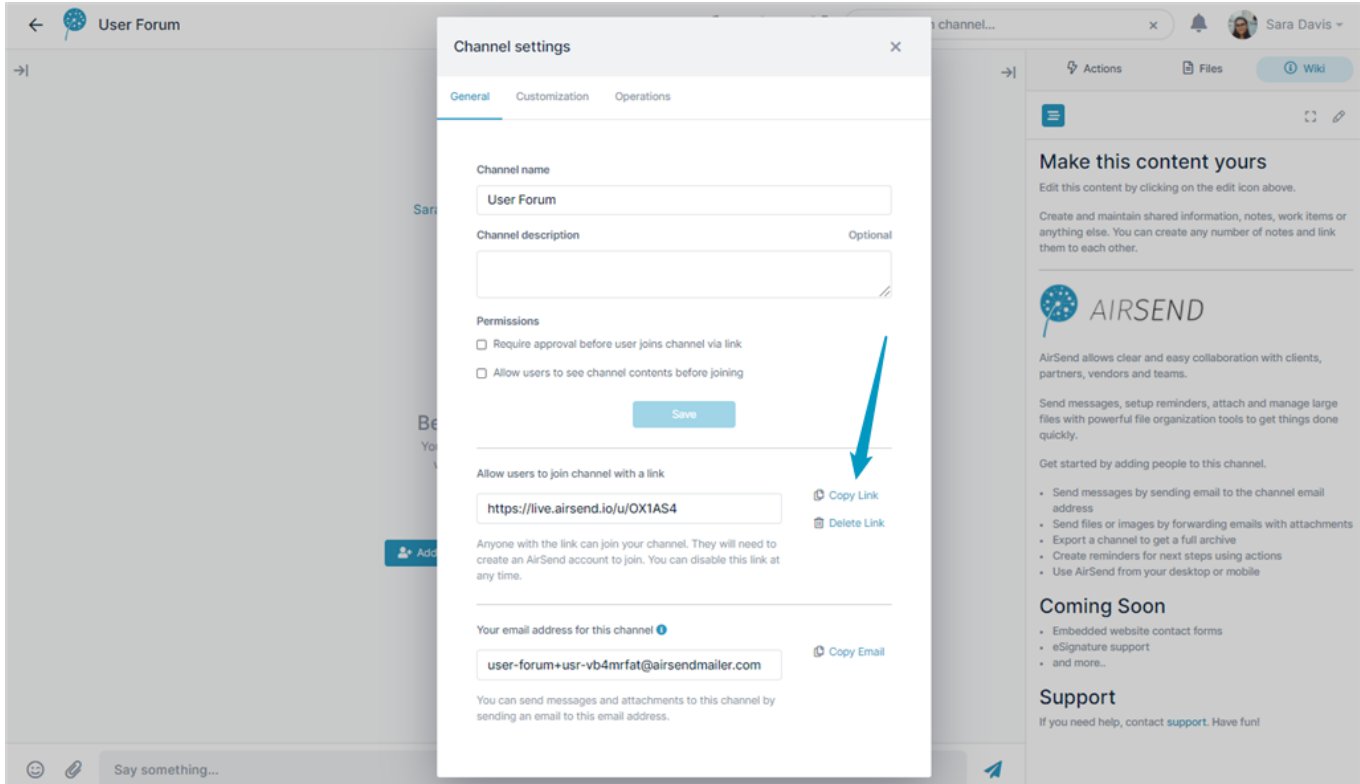 User Forum
n channel...
Sara Davis
Channel settings
General
Customization
Operations
Actions
Files
Wiki
Channel name
User Forum
Channel description
Optional
Permissions
Require approval before user joins channel via link
Allow users to see channel contents before joining
Save
Allow users to join channel with a link
https://live.airsend.io/u/OX1AS4
Copy Link
Delete Link
Anyone with the link can join your channel. They will need to
create an AirSend account to join. You can disable this link at
any time.
Your email address for this channel
user-forum+usr-vb4mrfat@airsendmailer.com
Copy Email
You can send messages and attachments to this channel by
sending an email to this email address.
Sara
Be
Yo
Add
Say something...
Make this content yours
Edit this content by clicking on the edit icon above.
Create and maintain shared information, notes, work items or
anything else. You can create any number of notes and link
them to each other.
AIRSEND
AirSend allows clear and easy collaboration with clients,
partners, vendors and teams.
Send messages, setup reminders, attach and manage large
files with powerful file organization tools to get things done
quickly.
Get started by adding people to this channel.
• Send messages by sending email to the channel email
address
• Send files or images by forwarding emails with attachments
• Export a channel to get a full archive
• Create reminders for next steps using actions
• Use AirSend from your desktop or mobile
Coming Soon
• Embedded website contact forms
• eSignature support
• and more..
Support
If you need help, contact support. Have fun!